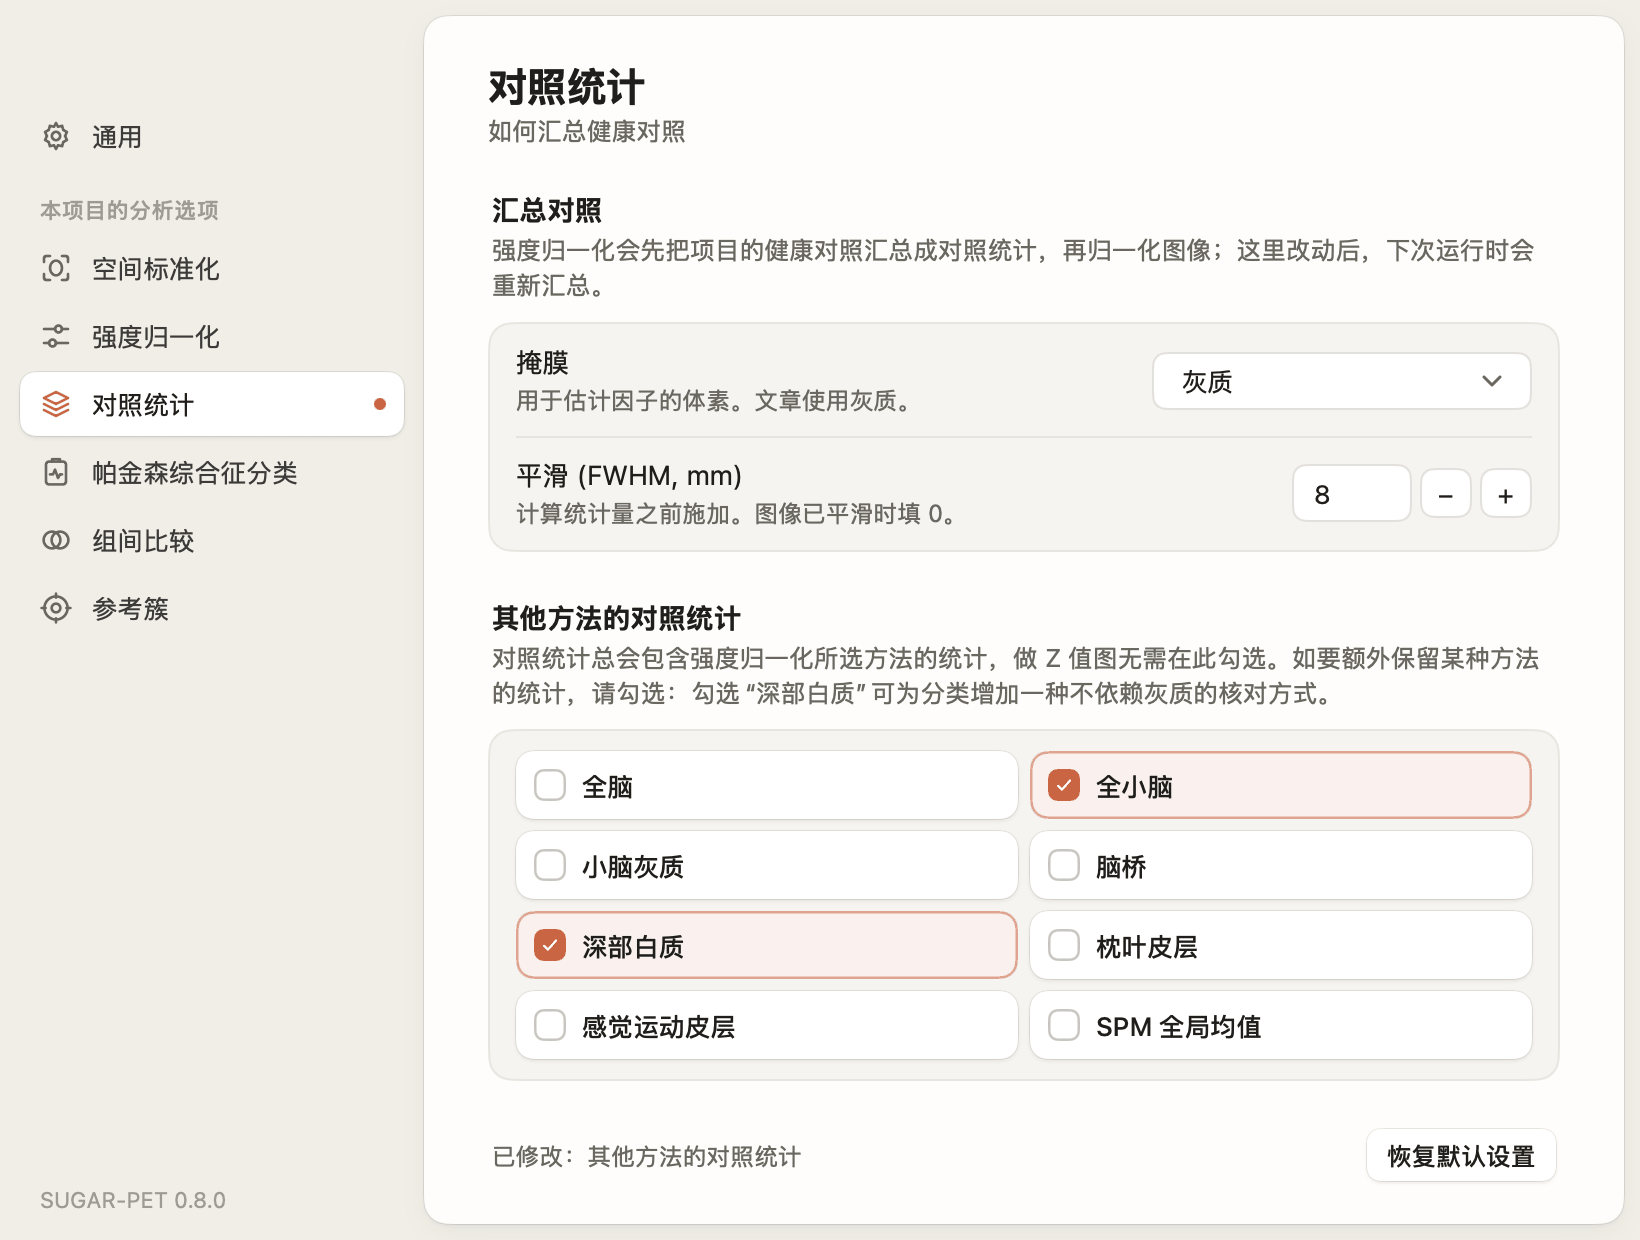 通用
本项目的分析选项
空间标准化
强度归一化
对照统计
帕金森综合征分类
组间比较
参考簇
SUGAR-PET 0.8.0
对照统计
如何汇总健康对照
汇总对照
强度归一化会先把项目的健康对照汇总成对照统计，再归一化图像；这里改动后，下次运行时会
重新汇总。
掩膜
用于估计因子的体素。文章使用灰质。
灰质
平滑 (FWHM, mm)
计算统计量之前施加。图像已平滑时填 0。
8
−
+
其他方法的对照统计
对照统计总会包含强度归一化所选方法的统计，做 Z 值图无需在此勾选。如要额外保留某种方法
的统计，请勾选：勾选 “深部白质” 可为分类增加一种不依赖灰质的核对方式。
全脑
全小脑
小脑灰质
脑桥
深部白质
枕叶皮层
感觉运动皮层
SPM 全局均值
已修改：其他方法的对照统计
恢复默认设置